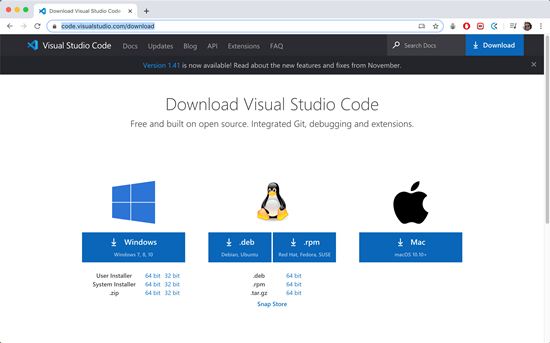 Download Visual Studio Code
code.visualstudio.com/download
Visual Studio Code Docs Updates Blog API Extensions FAQ Search Docs Download
Version 1.41 is now available! Read about the new features and fixes from November.
Download Visual Studio Code
Free and built on open source. Integrated Git, debugging and extensions.
Windows
Windows 7, 8, 10
.deb
Debian, Ubuntu
.rpm
Red Hat, Fedora, SUSE
Mac
macOS 10.10+
User Installer 64 bit 32 bit
System Installer 64 bit 32 bit
.zip 64 bit 32 bit
.deb 64 bit
.rpm 64 bit
.tar.gz 64 bit
Snap Store